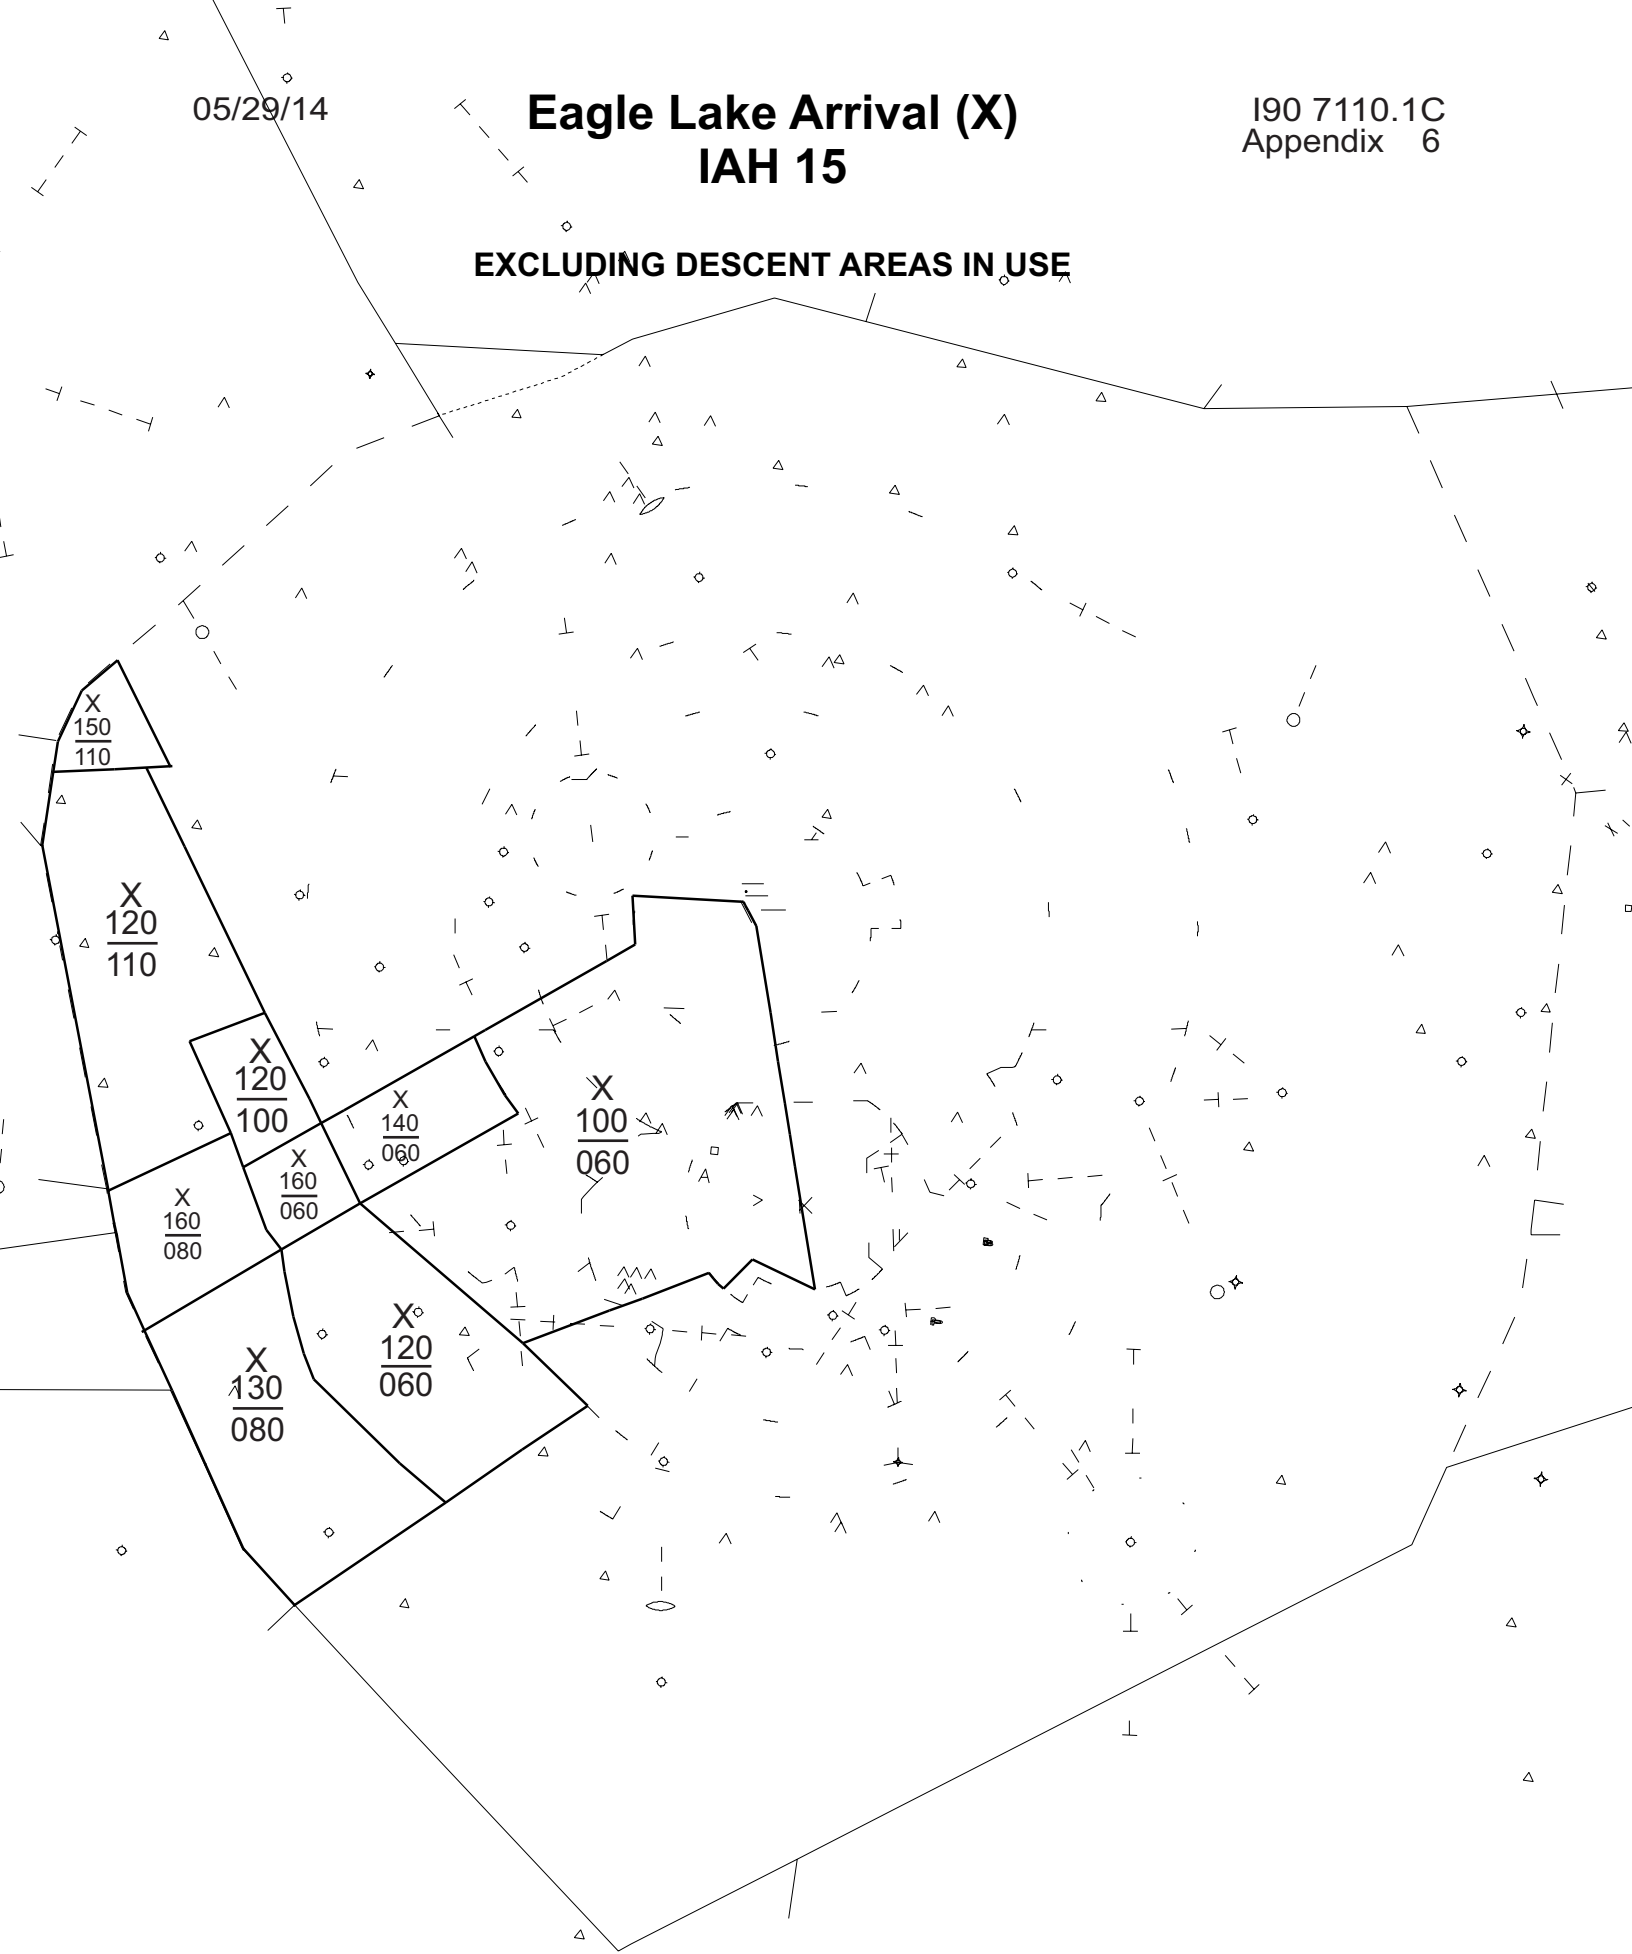 05/29/14
Eagle Lake Arrival (X)
IAH 15
I90 7110.1C
Appendix 6
EXCLUDING DESCENT AREAS IN USE
X
150
110
X
120
110
X
120
100
X
140
060
X
100
060
X
160
060
X
160
080
X
120
060
X
130
080